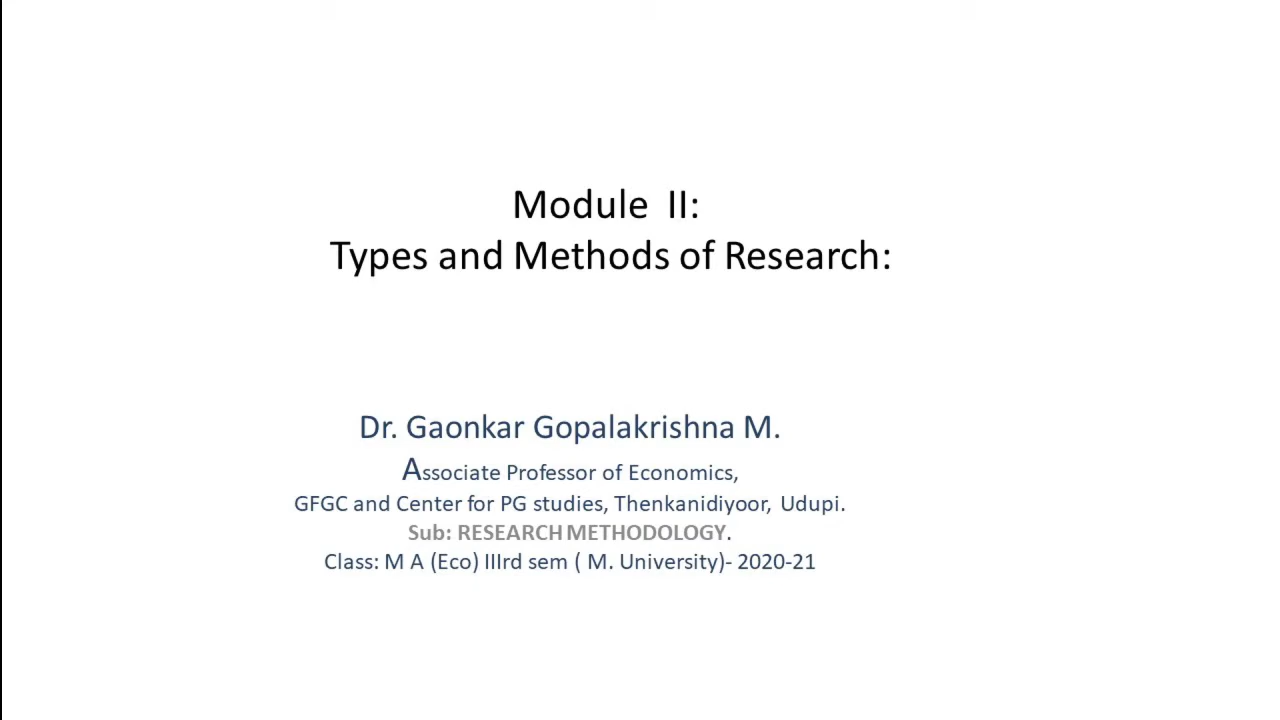 Module II:
Types and Methods of Research:
Dr. Gaonkar Gopalakrishna M.
Associate Professor of Economics,
GFGC and Center for PG studies, Thenkanidiyoor, Udupi.
Sub: RESEARCH METHODOLOGY.
Class: M A (Eco) IIIrd sem ( M. University)- 2020-21